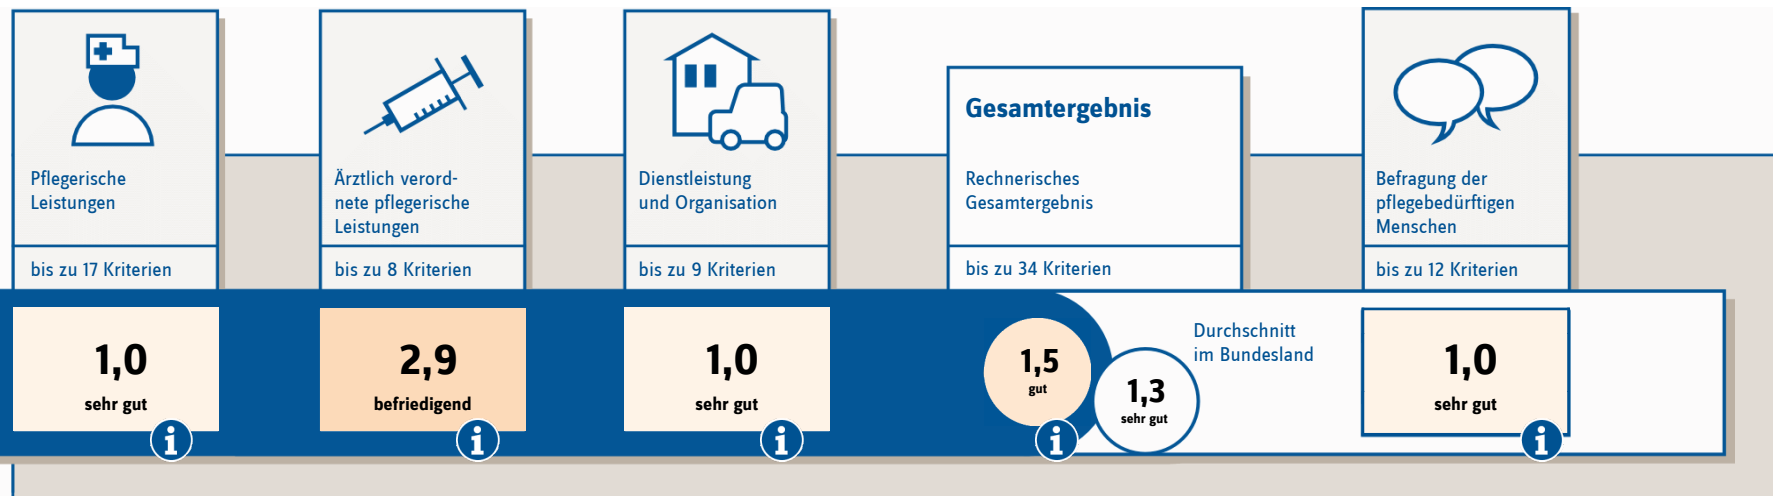 Pflegerische
Leistungen
bis zu 17 Kriterien
1,0
sehr gut
i
Ärztlich verord-
nete pflegerische
Leistungen
bis zu 8 Kriterien
2,9
befriedigend
i
Dienstleistung
und Organisation
bis zu 9 Kriterien
1,0
sehr gut
i
Gesamtergebnis
Rechnerisches
Gesamtergebnis
bis zu 34 Kriterien
1,5
gut
i
1,3
sehr gut
Durchschnitt
im Bundesland
Befragung der
pflegebedürftigen
Menschen
bis zu 12 Kriterien
1,0
sehr gut
i